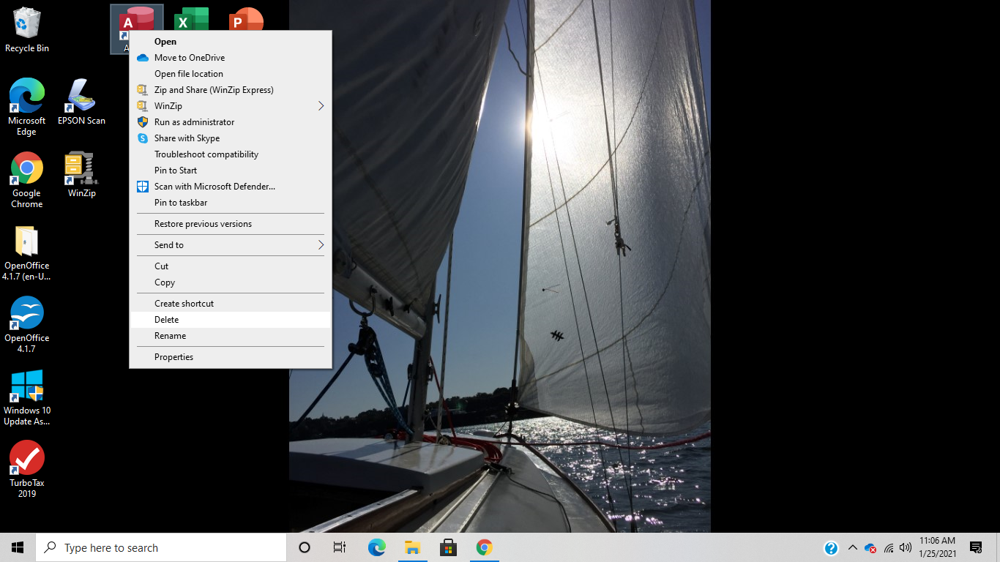 Recycle Bin
A
X
P
A
Open
Move to OneDrive
Open file location
Zip and Share (WinZip Express)
WinZip
Run as administrator
Share with Skype
Troubleshoot compatibility
Pin to Start
Scan with Microsoft Defender...
Pin to taskbar
Restore previous versions
Send to
Cut
Copy
Create shortcut
Delete
Rename
Properties
Microsoft
Edge
EPSON Scan
Google
Chrome
WinZip
OpenOffice
4.1.7 (en-U...
OpenOffice
4.1.7
Windows 10
Update As...
TurboTax
2019
Type here to search
11:06 AM
1/25/2021